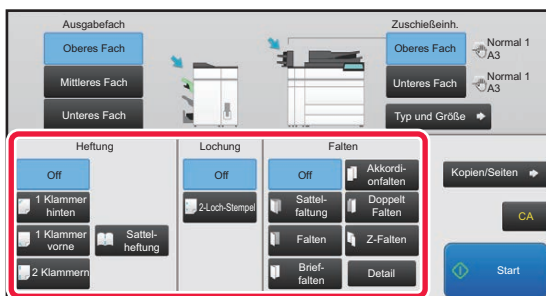 Ausgabefach
Zuschießeinh.
Oberes Fach
Oberes Fach
Normal 1
A3
Mittleres Fach
Unteres Fach
Normal 1
A3
Unteres Fach
Typ und Größe
Heftung
Lochung
Falten
Off
Off
Off
Akkordi-
onfalten
Kopien/Seiten
1 Klammer
hinten
2-Loch-Stempel
Sattel-
faltung
Doppelt
Falten
CA
1 Klammer
vorne
Sattel-
heftung
Falten
Z-Falten
2 Klammern
Brief-
falten
Detail
Start